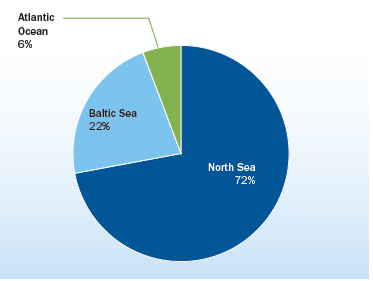 Atlantic
Ocean
6%
Baltic Sea
22%
North Sea
72%